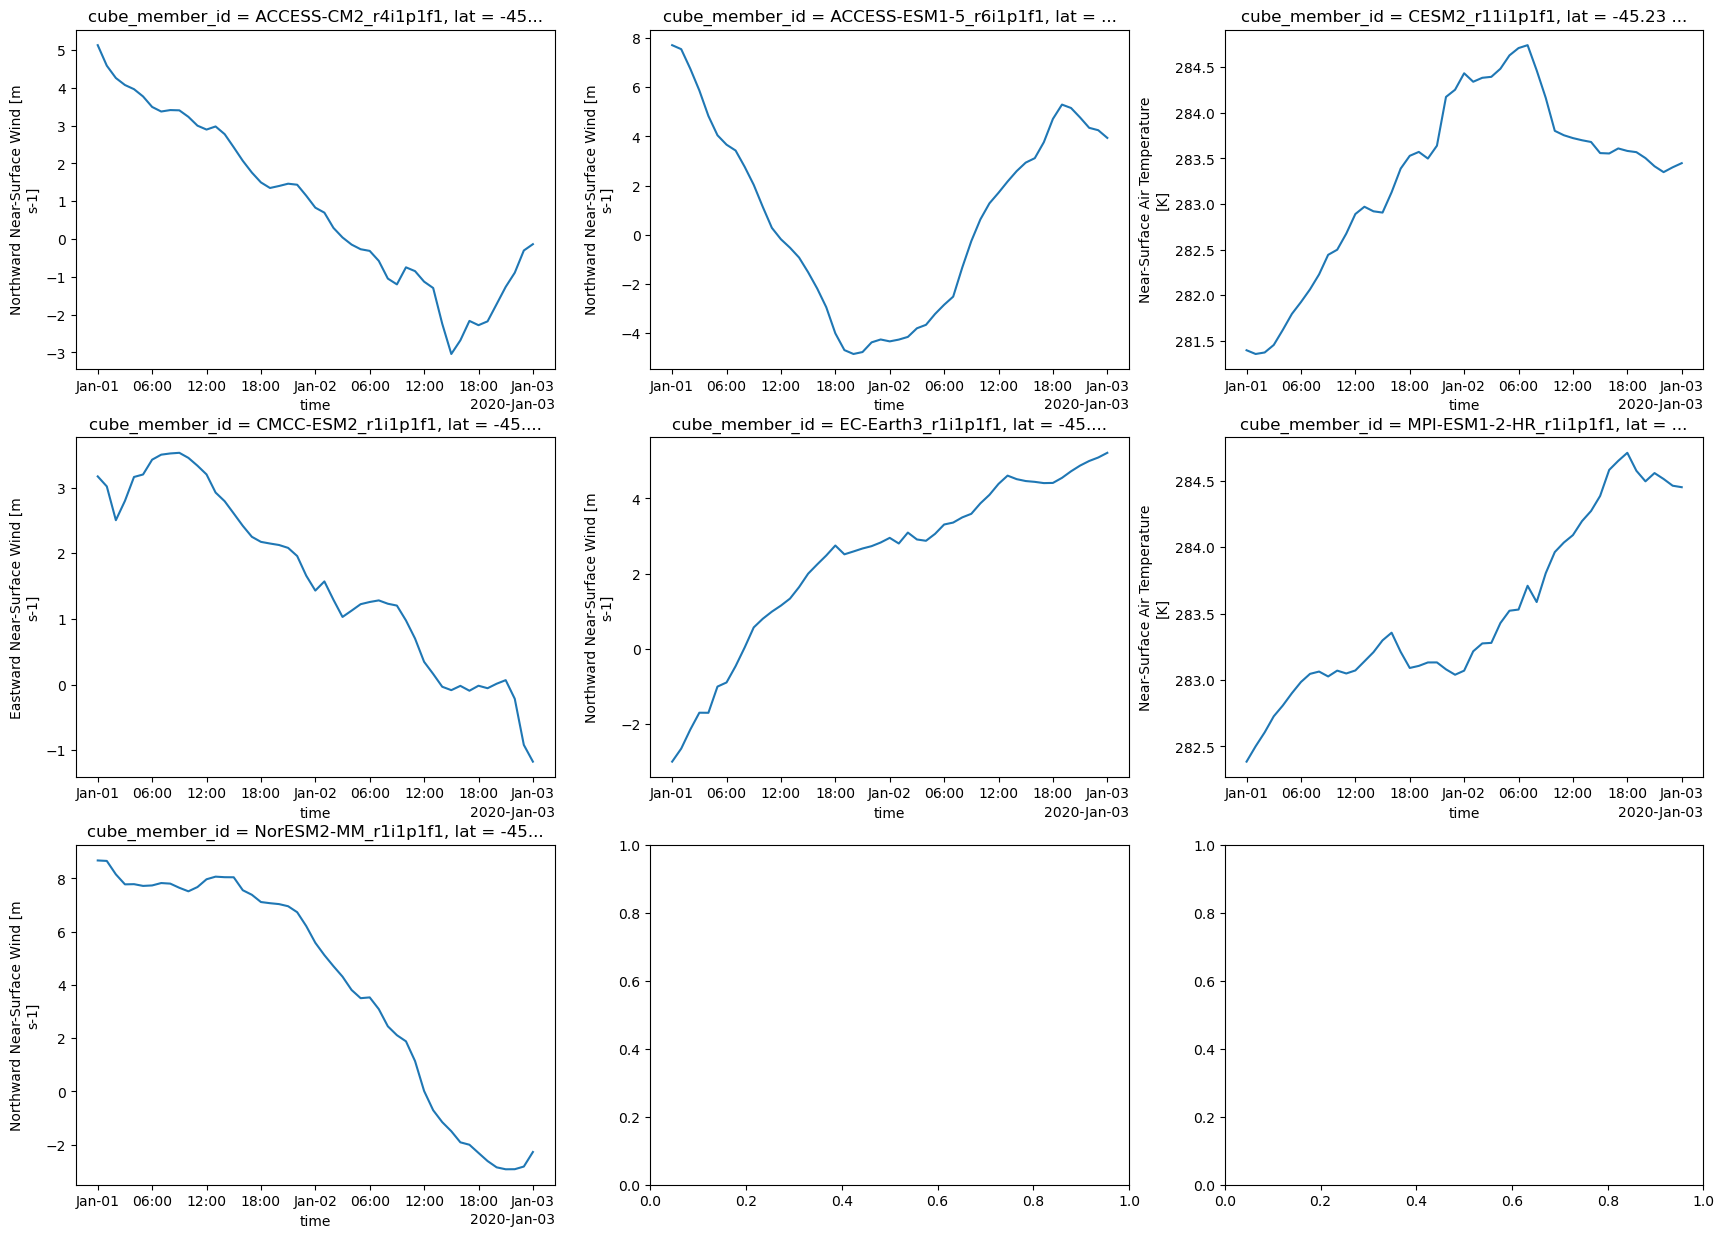 cube_member_id = ACCESS-CM2_r4i1p1f1, lat = -45...
Northward Near-Surface Wind [m
s-1]
5
4
3
2
1
0
−1
−2
−3
Jan-01 06:00 12:00 18:00 Jan-02 06:00 12:00 18:00 Jan-03
time
2020-Jan-03
cube_member_id = ACCESS-ESM1-5_r6i1p1f1, lat = ...
Northward Near-Surface Wind [m
s-1]
8
6
4
2
0
−2
−4
Jan-01 06:00 12:00 18:00 Jan-02 06:00 12:00 18:00 Jan-03
time
2020-Jan-03
cube_member_id = CESM2_r11i1p1f1, lat = -45.23 ...
Near-Surface Air Temperature
[K]
284.5
284.0
283.5
283.0
282.5
282.0
281.5
Jan-01 06:00 12:00 18:00 Jan-02 06:00 12:00 18:00 Jan-03
time
2020-Jan-03
cube_member_id = CMCC-ESM2_r1i1p1f1, lat = -45....
Eastward Near-Surface Wind [m
s-1]
3
2
1
0
−1
Jan-01 06:00 12:00 18:00 Jan-02 06:00 12:00 18:00 Jan-03
time
2020-Jan-03
cube_member_id = EC-Earth3_r1i1p1f1, lat = -45....
Northward Near-Surface Wind [m
s-1]
4
2
0
−2
Jan-01 06:00 12:00 18:00 Jan-02 06:00 12:00 18:00 Jan-03
time
2020-Jan-03
cube_member_id = MPI-ESM1-2-HR_r1i1p1f1, lat = ...
Near-Surface Air Temperature
[K]
284.5
284.0
283.5
283.0
282.5
Jan-01 06:00 12:00 18:00 Jan-02 06:00 12:00 18:00 Jan-03
time
2020-Jan-03
cube_member_id = NorESM2-MM_r1i1p1f1, lat = -45...
Northward Near-Surface Wind [m
s-1]
8
6
4
2
0
−2
Jan-01 06:00 12:00 18:00 Jan-02 06:00 12:00 18:00 Jan-03
time
2020-Jan-03
1.0
0.8
0.6
0.4
0.2
0.0
0.0 0.2 0.4 0.6 0.8 1.0
1.0
0.8
0.6
0.4
0.2
0.0
0.0 0.2 0.4 0.6 0.8 1.0